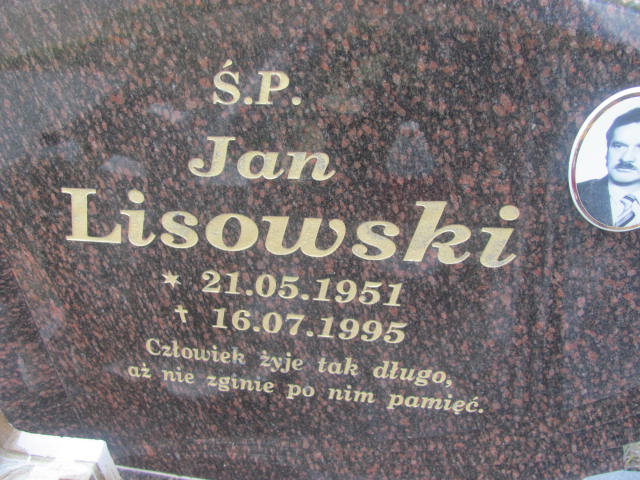 Ś.P.
Jan
Lisowski
* 21.05.1951
† 16.07.1995
Człowiek żyje tak długo,
aż nie zginie po nim pamięć.